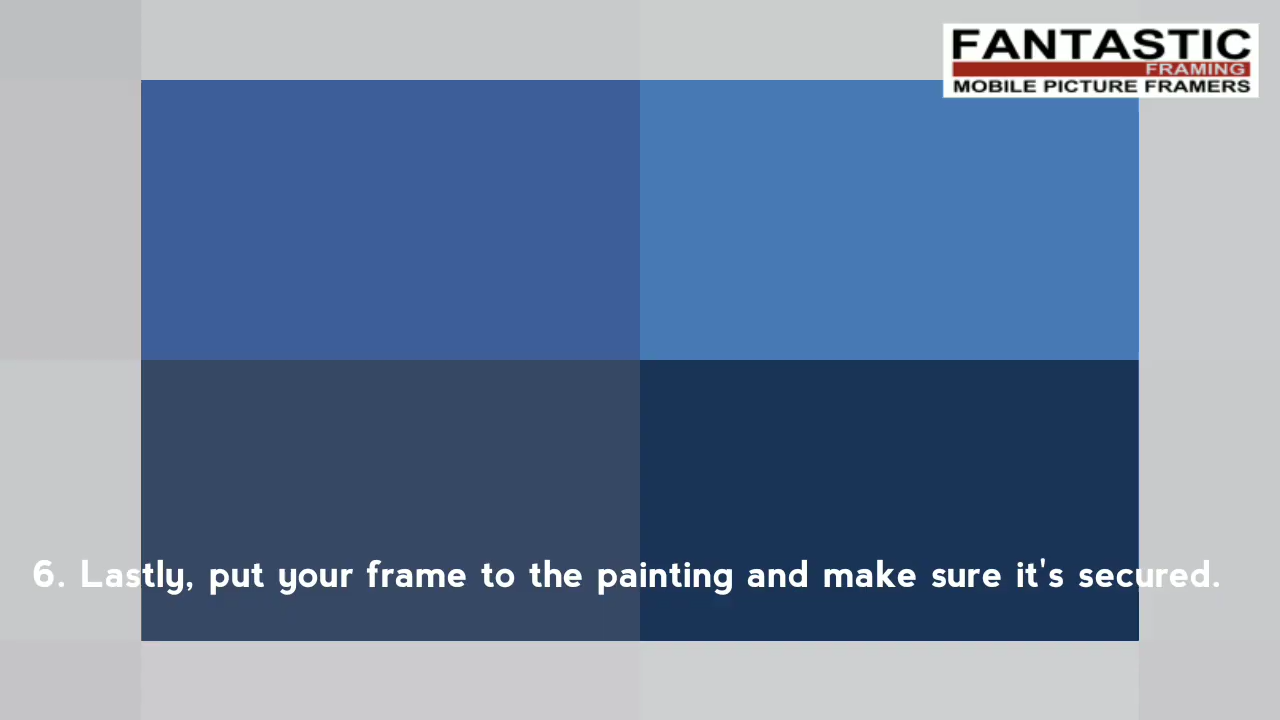 FANTASTIC
FRAMING
MOBILE PICTURE FRAMERS
6. Lastly, put your frame to the painting and make sure it's secured.